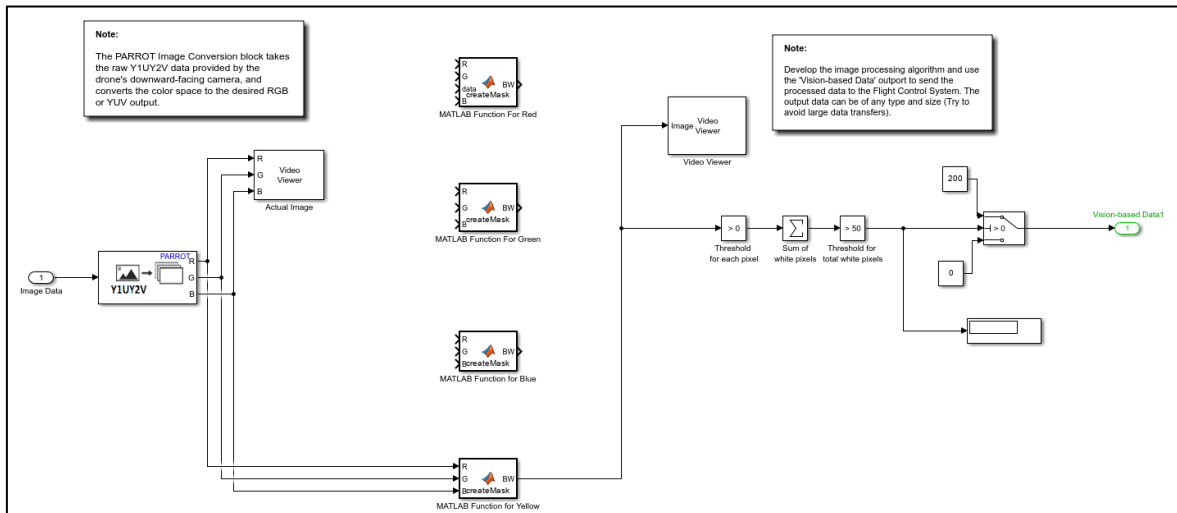 Note:
The PARROT Image Conversion block takes
the raw Y1UY2V data provided by the
drone's downward-facing camera, and
converts the color space to the desired RGB
or YUV output.
R
G
data
B
createMask
BW
MATLAB Function For Red
Note:
Develop the image processing algorithm and use
the 'Vision-based Data' outport to send the
processed data to the Flight Control System. The
output data can be of any type and size (Try to
avoid large data transfers).
Image
Video
Viewer
Video Viewer
R
G
B
Video
Viewer
Actual Image
R
G
B
createMask
BW
MATLAB Function For Green
200
Vision-based Data1
1
> 0
Threshold
for each pixel
∑
Sum of
white pixels
> 50
Threshold for
total white pixels
> 0
0
1
Image Data
PARROT
Y1UY2V
R
G
B
R
G
B
createMask
BW
MATLAB Function for Blue
R
G
B
createMask
BW
MATLAB Function for Yellow